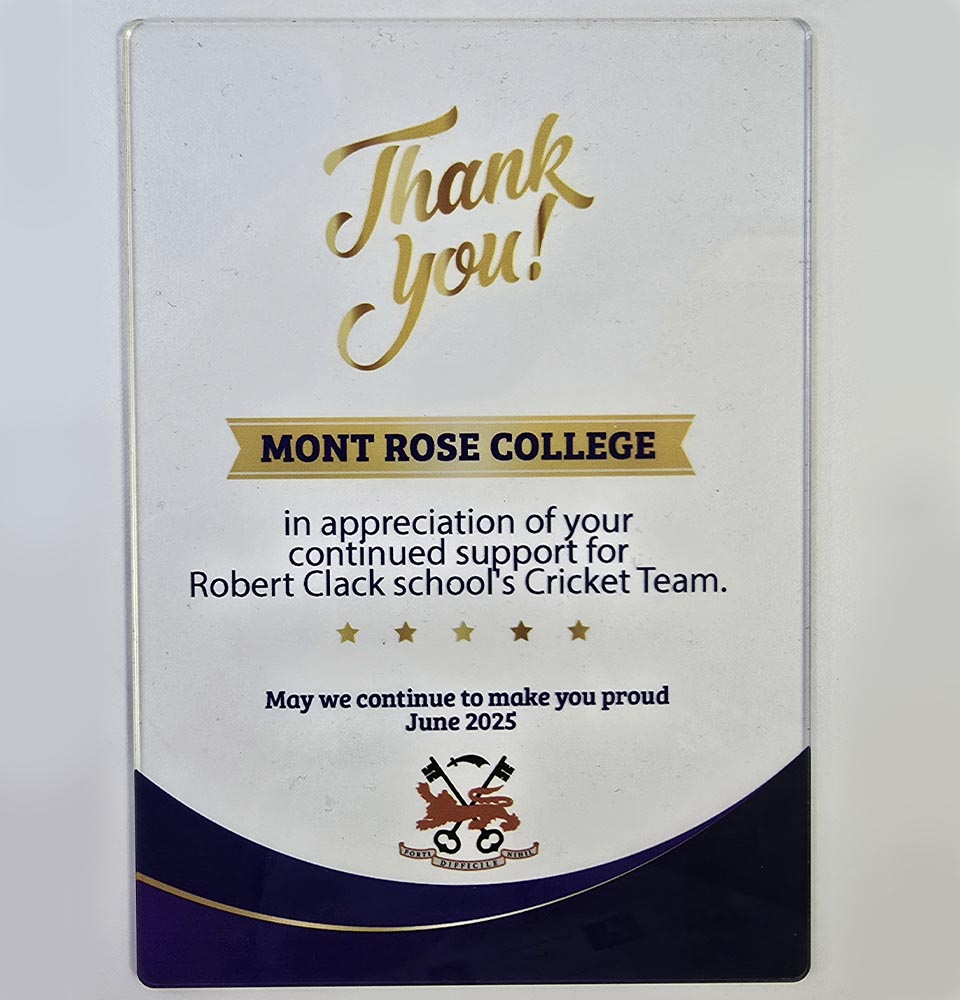 Thank
you!
MONT ROSE COLLEGE
in appreciation of your
continued support for
Robert Clack school's Cricket Team.
May we continue to make you proud
June 2025
FORTI DIFFICILE NIHIL